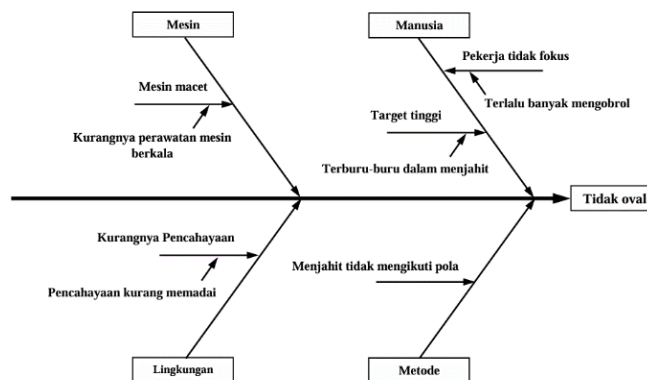 Mesin
Manusia
Pekerja tidak fokus
Mesin macet
Terlalu banyak mengobrol
Target tinggi
Kurangnya perawatan mesin
berkala
Terburu-buru dalam menjahit
Tidak oval
Kurangnya Pencahayaan
Menjahit tidak mengikuti pola
Pencahayaan kurang memadai
Lingkungan
Metode